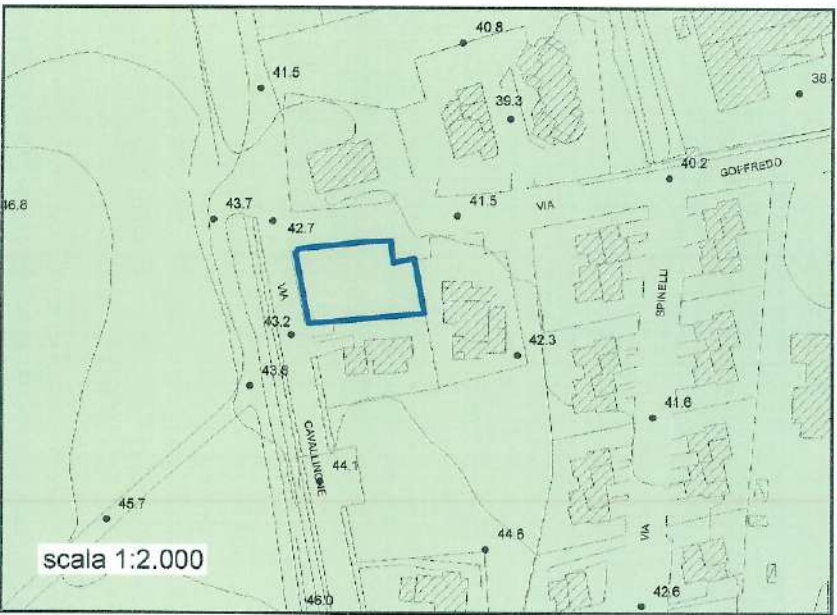 40.8
41.5
38.
39.3
40.2
GOFFREDO
46.8
43.7
42.7
41.5
VIA
VIA
SPINELLI
43.2
42.3
43.8
41.6
CAVALLINONE
44.1
45.7
VIA
44.6
scala 1:2.000
46.0
42.6